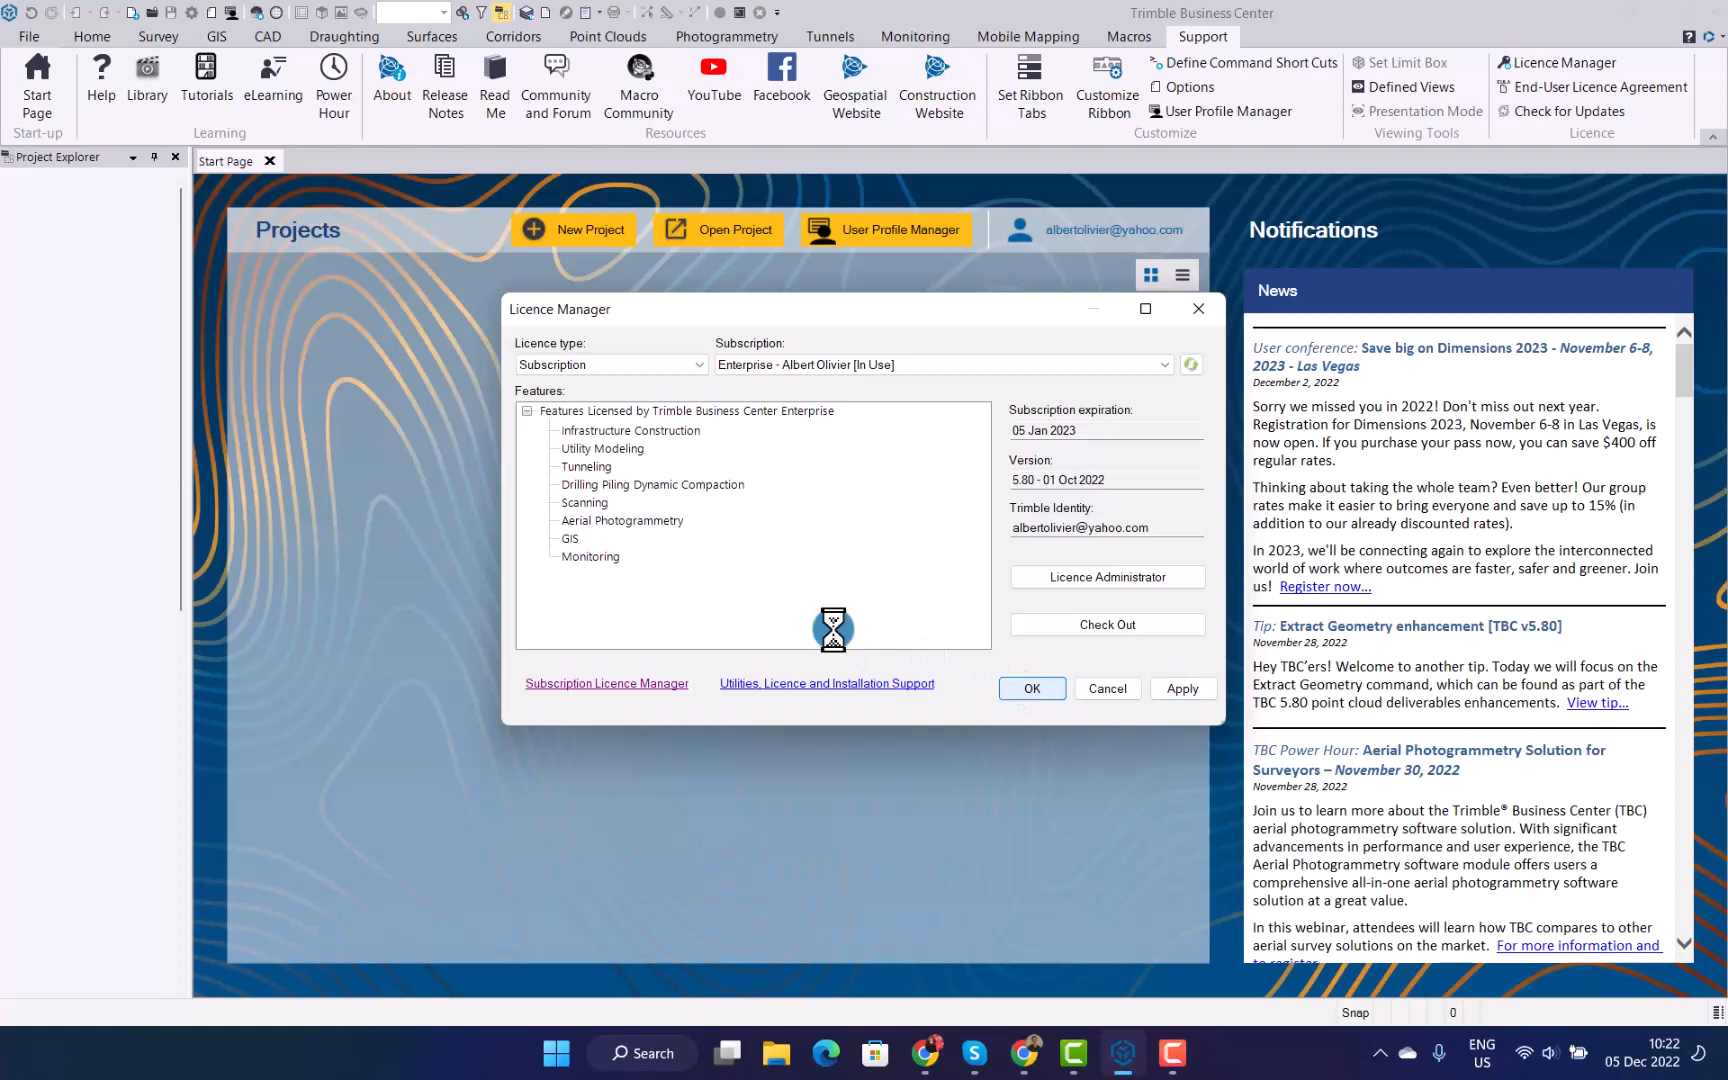 Trimble Business Center
File Home Survey GIS CAD Draughting Surfaces Corridors Point Clouds Photogrammetry Tunnels Monitoring Mobile Mapping Macros Support
Start Page
Help
Library
Tutorials
eLearning
Power Hour
About
Release Notes
Read Me
Community and Forum
Macro Community
YouTube
Facebook
Geospatial Website
Construction Website
Set Ribbon Tabs
Customize Ribbon
Define Command Short Cuts
Options
User Profile Manager
Set Limit Box
Defined Views
Presentation Mode
Licence Manager
End-User Licence Agreement
Check for Updates
Start-up Learning Resources Customize Viewing Tools Licence
Project Explorer
Start Page
Projects
New Project
Open Project
User Profile Manager
albertolivier@yahoo.com
Licence Manager
Licence type:
Subscription
Subscription:
Enterprise - Albert Olivier [In Use]
Features:
Features Licensed by Trimble Business Center Enterprise
Infrastructure Construction
Utility Modeling
Tunneling
Drilling Piling Dynamic Compaction
Scanning
Aerial Photogrammetry
GIS
Monitoring
Subscription expiration:
05 Jan 2023
Version:
5.80 - 01 Oct 2022
Trimble Identity:
albertolivier@yahoo.com
Licence Administrator
Check Out
Subscription Licence Manager
Utilities, Licence and Installation Support
OK
Cancel
Apply
Notifications
News
User conference: Save big on Dimensions 2023 - November 6-8,
2023 - Las Vegas
December 2, 2022
Sorry we missed you in 2022! Don't miss out next year.
Registration for Dimensions 2023, November 6-8 in Las Vegas, is
now open. If you purchase your pass now, you can save $400 off
regular rates.
Thinking about taking the whole team? Even better! Our group
rates make it easier to bring everyone and save up to 15% (in
addition to our already discounted rates).
In 2023, we'll be connecting again to explore the interconnected
world of work where outcomes are faster, safer and greener. Join
us! Register now...
Tip: Extract Geometry enhancement [TBC v5.80]
November 28, 2022
Hey TBC'ers! Welcome to another tip. Today we will focus on the
Extract Geometry command, which can be found as part of the
TBC 5.80 point cloud deliverables enhancements. View tip...
TBC Power Hour: Aerial Photogrammetry Solution for
Surveyors – November 30, 2022
November 28, 2022
Join us to learn more about the Trimble® Business Center (TBC)
aerial photogrammetry software solution. With significant
advancements in performance and user experience, the TBC
Aerial Photogrammetry software module offers users a
comprehensive all-in-one aerial photogrammetry software
solution at a great value.
In this webinar, attendees will learn how TBC compares to other
aerial survey solutions on the market. For more information and
to register
Snap 0
Search
ENG
US
10:22
05 Dec 2022